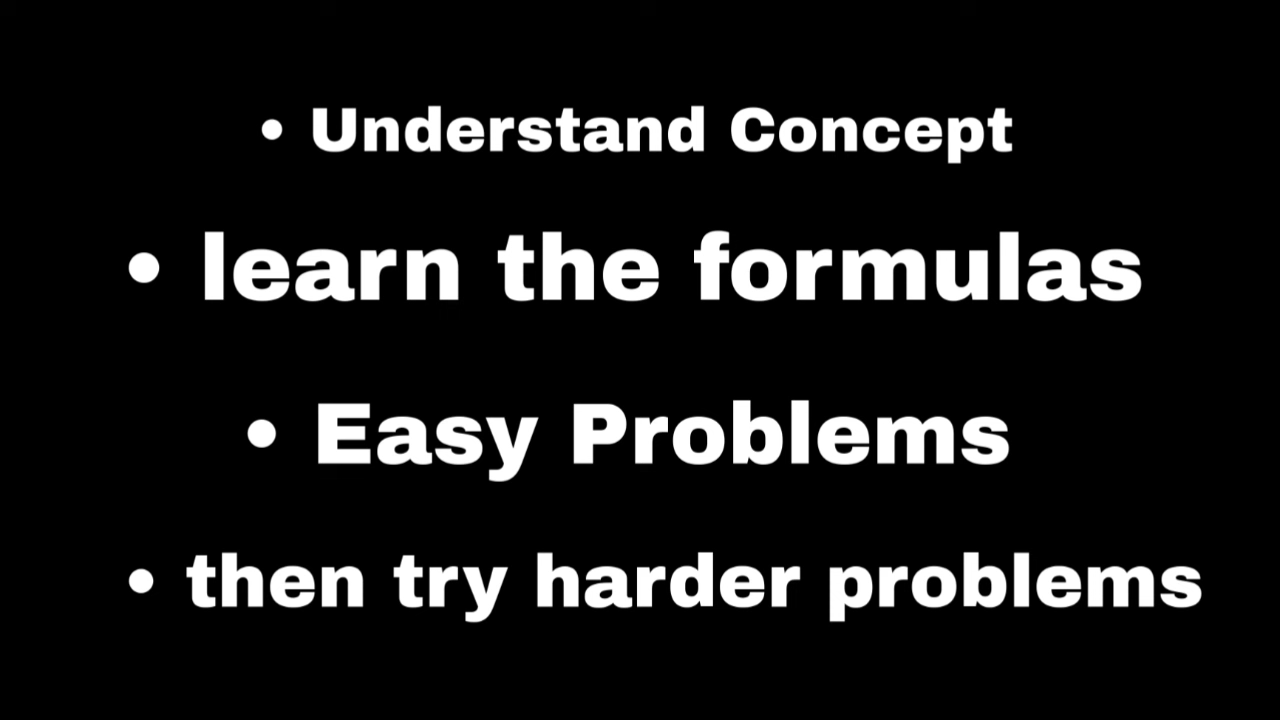 • Understand Concept
• learn the formulas
• Easy Problems
• then try harder problems